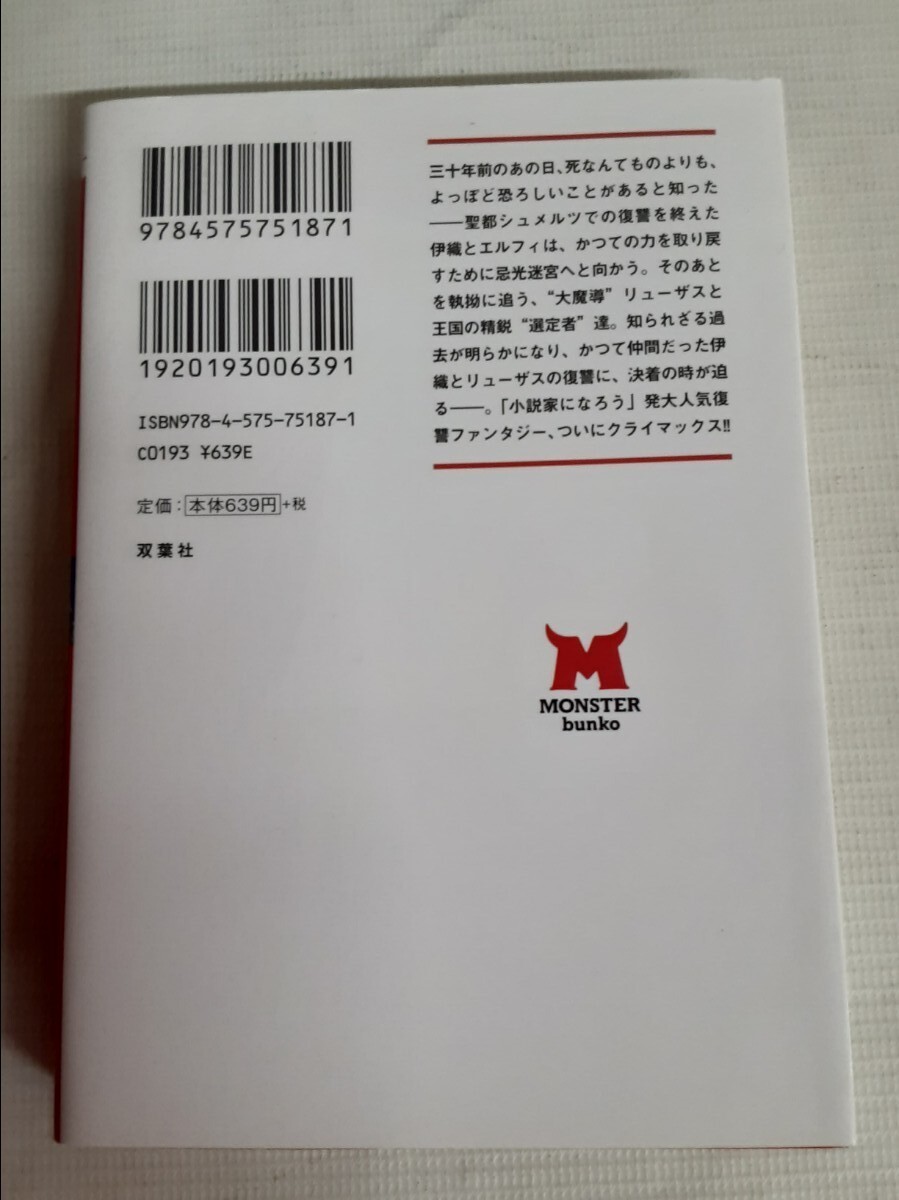 9784575751871
1920193006391
ISBN978-4-575-75187-1
C0193 ¥639E
定価：本体639円+税
双葉社
三十年前のあの日、死なんてものよりも、
よっぽど恐ろしいことがあると知った
――聖都シュメルツでの復讐を終えた
伊織とエルフィは、かつての力を取り戻
すために忌光迷宮へと向かう。そのあと
を執拗に追う、“大魔導”リューザスと
王国の精鋭“選定者”達。知られざる過
去が明らかになり、かつて仲間だった伊
織とリューザスの復讐に、決着の時が迫
る――。「小説家になろう」発大人気復
讐ファンタジー、ついにクライマックス!!
M
MONSTER
bunko